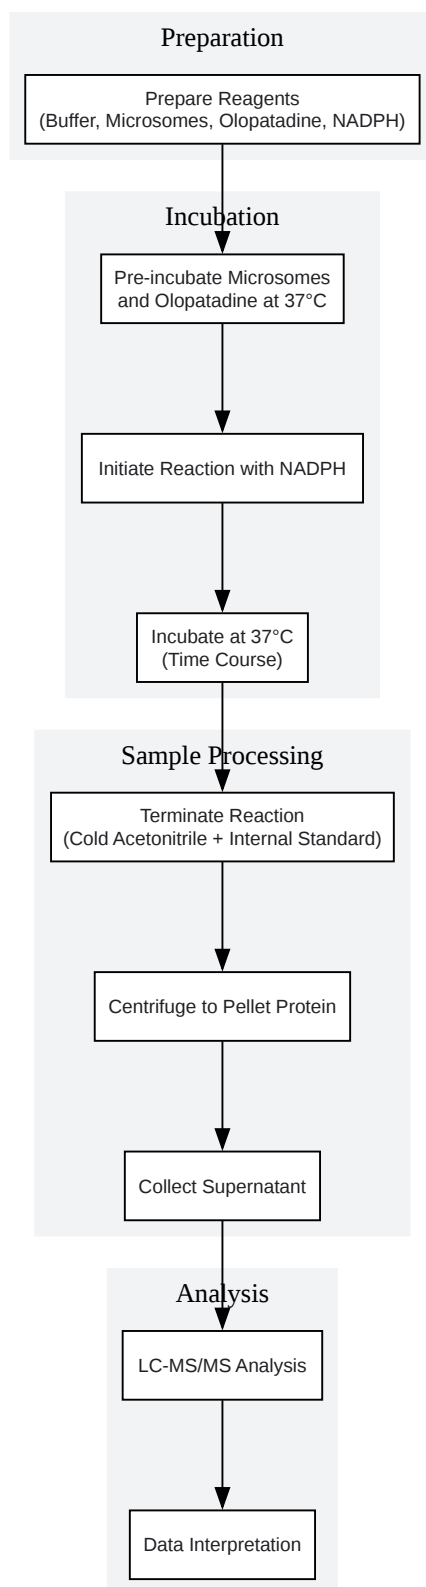 Preparation
Prepare Reagents
(Buffer, Microsomes, Olopatadine, NADPH)
Incubation
Pre-incubate Microsomes
and Olopatadine at 37°C
Initiate Reaction with NADPH
Incubate at 37°C
(Time Course)
Sample Processing
Terminate Reaction
(Cold Acetonitrile + Internal Standard)
Centrifuge to Pellet Protein
Collect Supernatant
Analysis
LC-MS/MS Analysis
Data Interpretation